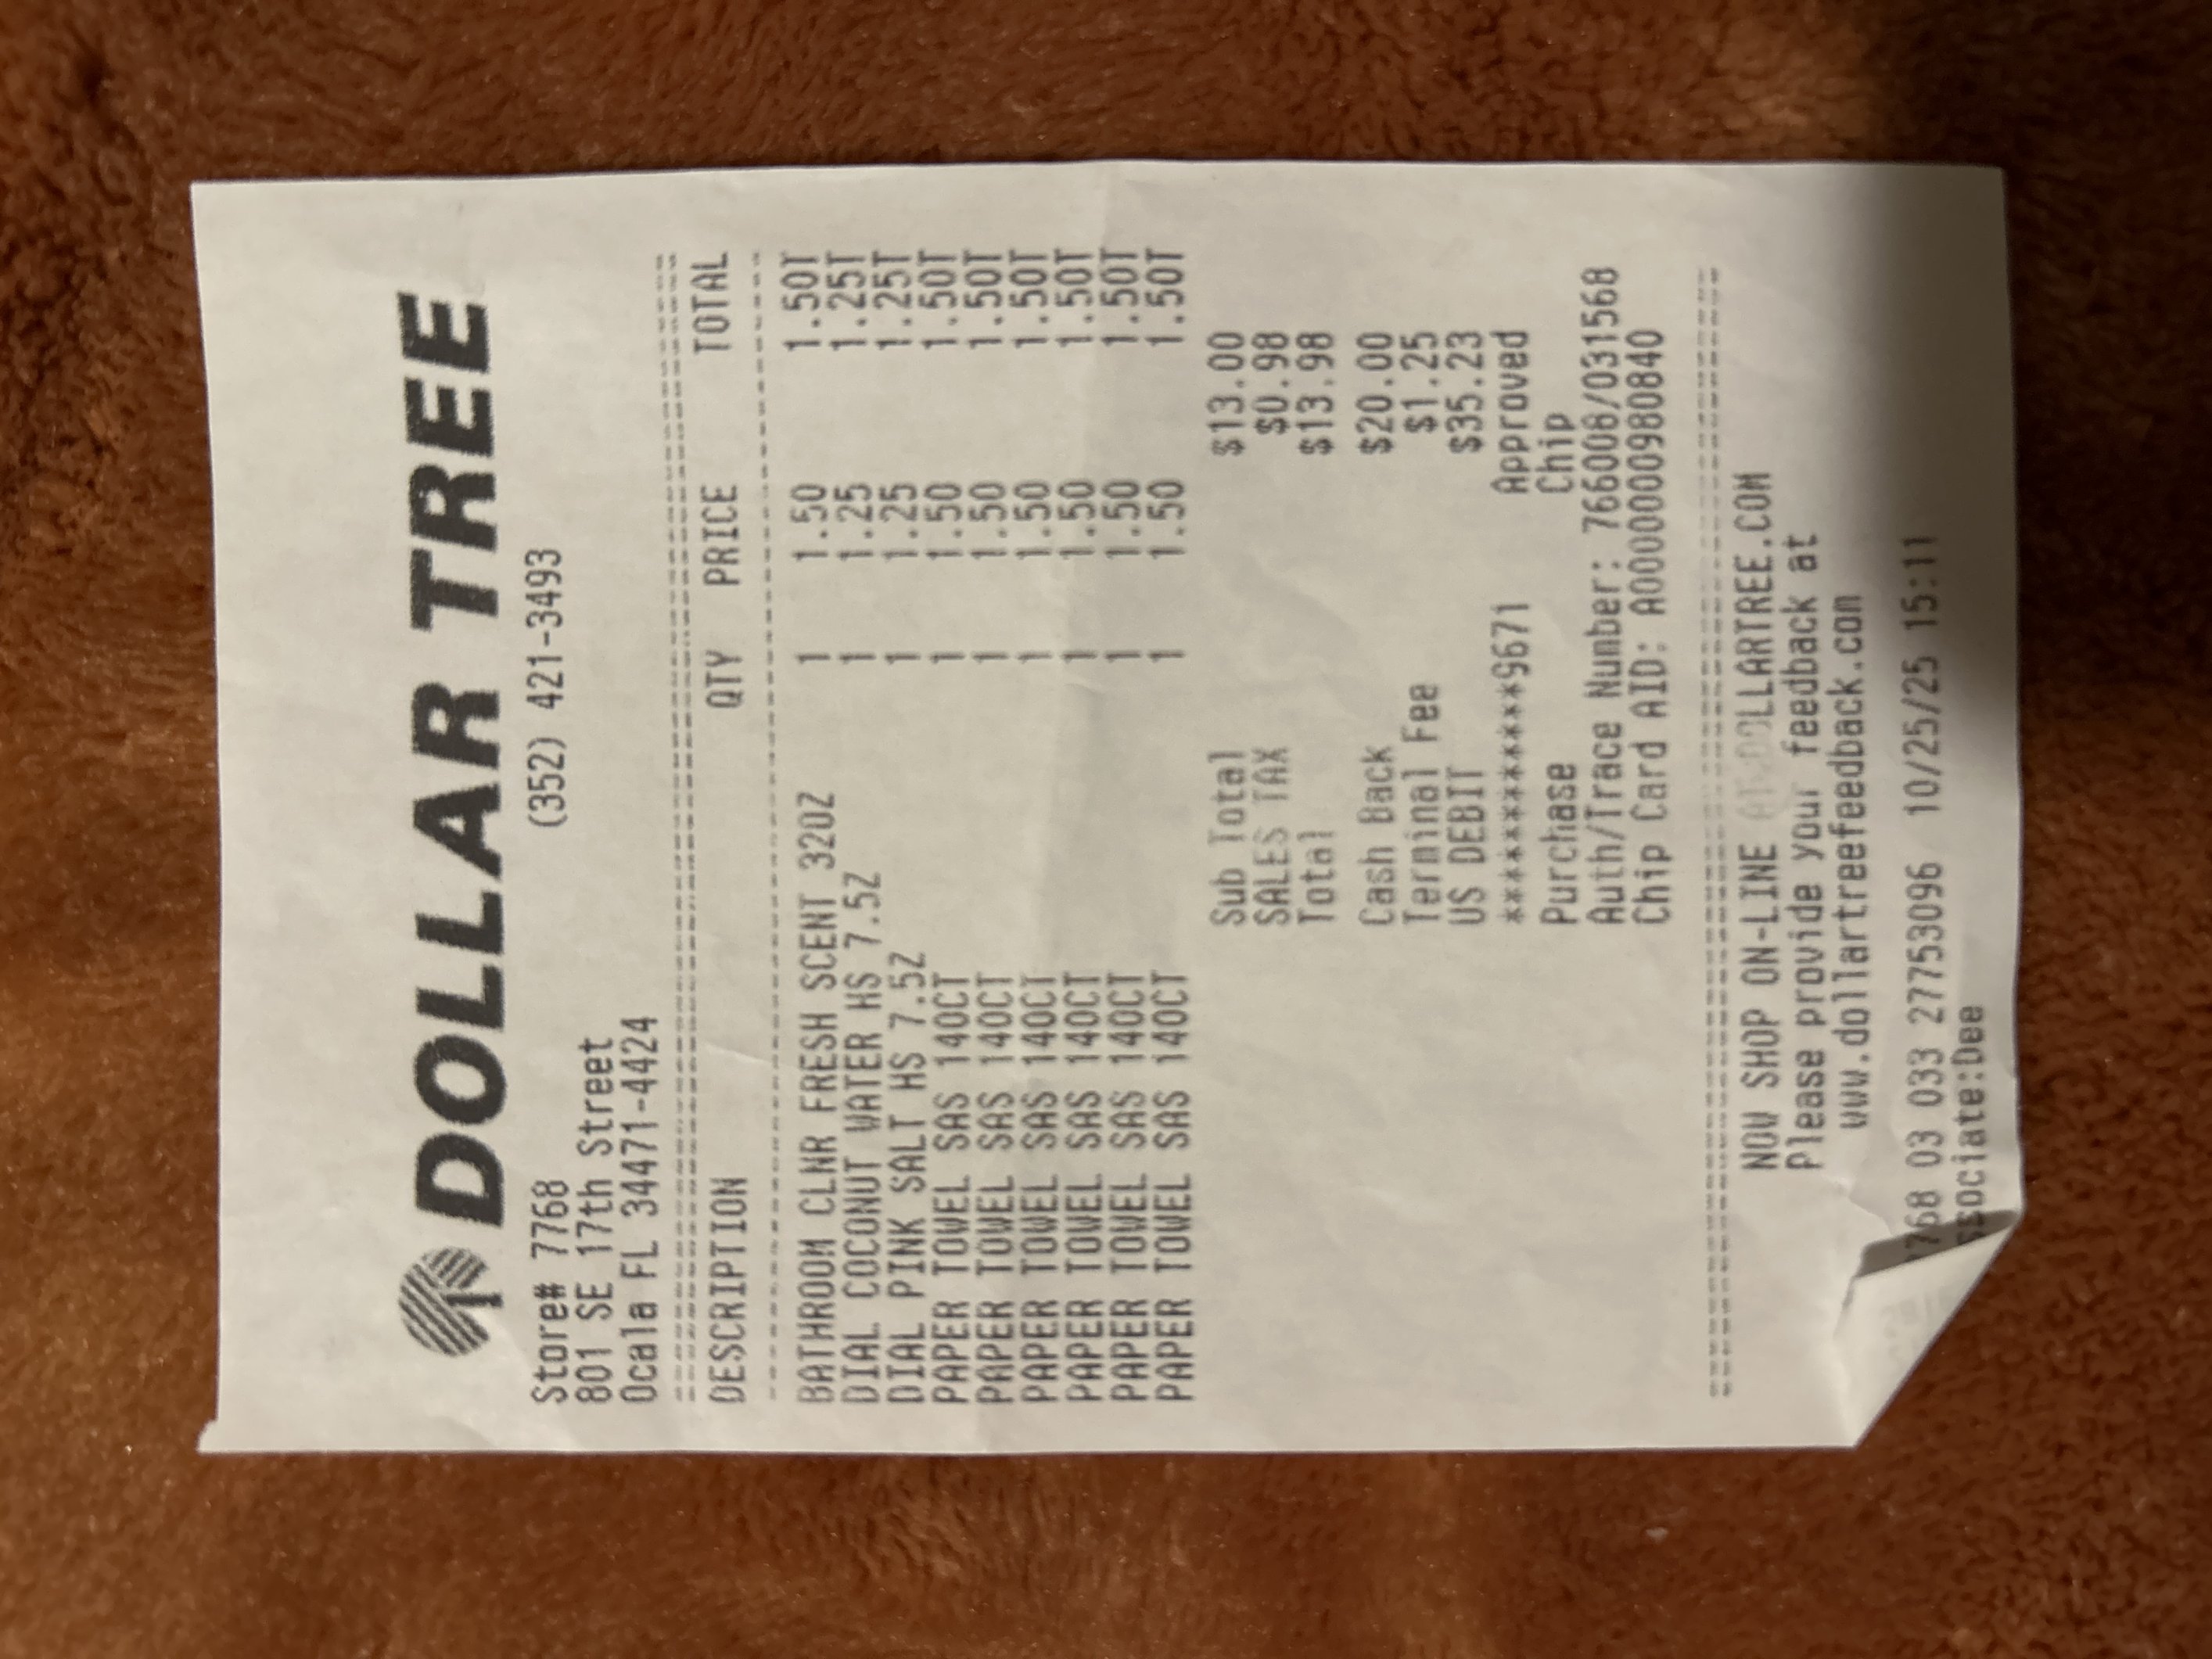 DOLLAR TREE
Store# 7768 (352) 421-3493
801 SE 17th Street
Ocala FL 34471-4424
DESCRIPTION QTY PRICE TOTAL
BATHROOM CLNR FRESH SCENT 32OZ 1 1.50 1.50T
DIAL COCONUT WATER HS 7.5Z 1 1.25 1.25T
DIAL PINK SALT HS 7.5Z 1 1.25 1.25T
PAPER TOWEL SAS 140CT 1 1.50 1.50T
PAPER TOWEL SAS 140CT 1 1.50 1.50T
PAPER TOWEL SAS 140CT 1 1.50 1.50T
PAPER TOWEL SAS 140CT 1 1.50 1.50T
PAPER TOWEL SAS 140CT 1 1.50 1.50T
PAPER TOWEL SAS 140CT 1 1.50 1.50T
Sub Total $13.00
SALES TAX $0.98
Total $13.98
Cash Back $20.00
Terminal Fee $1.25
US DEBIT $35.23
************9671 Approved
Purchase Chip
Auth/Trace Number: 766008/031568
Chip Card AID: A0000000980840
NOW SHOP ON-LINE AT DOLLARTREE.COM
Please provide your feedback at
www.dollartreefeedback.com
768 03 033 27753096 10/25/25 15:11
ssociate:Dee